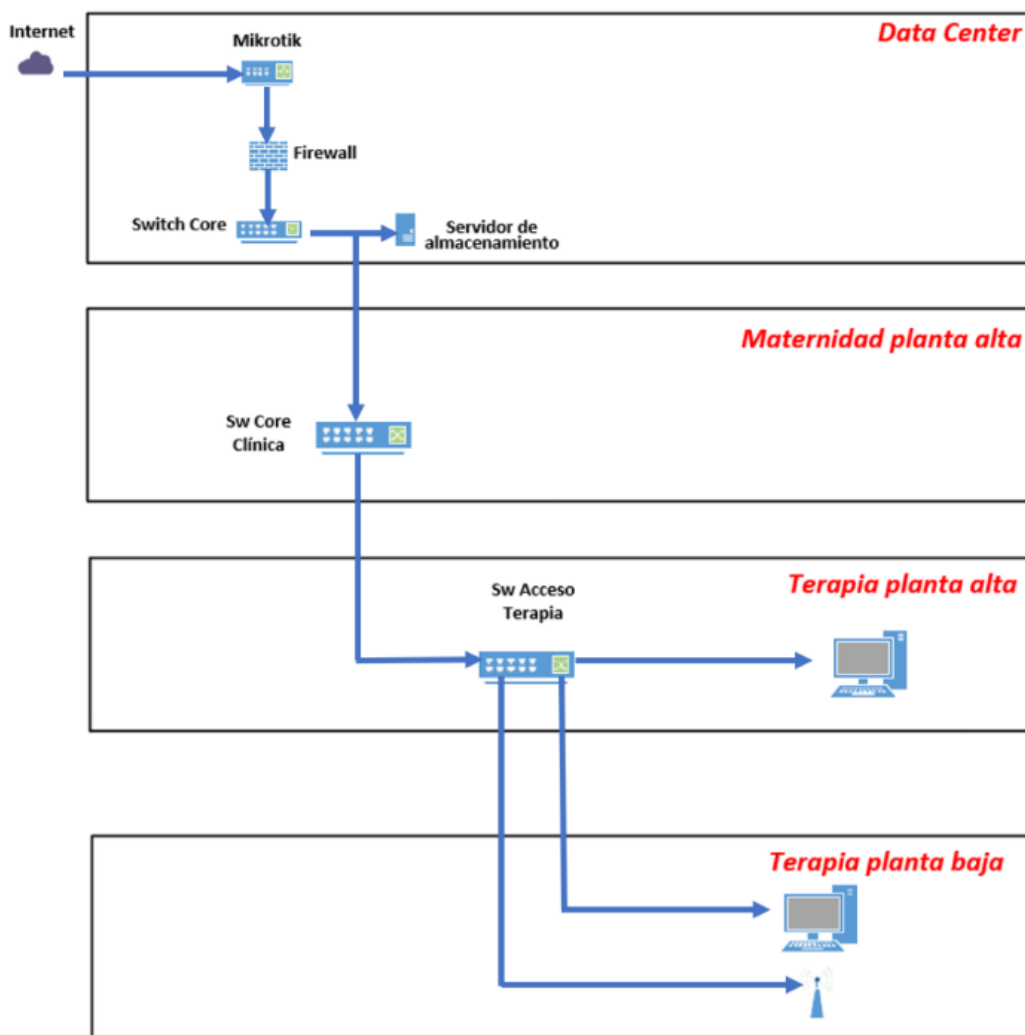 Internet
Mikrotik
Data Center
Firewall
Switch Core
Servidor de
almacenamiento
Maternidad planta alta
Sw Core
Clínica
Terapia planta alta
Sw Acceso
Terapia
Terapia planta baja